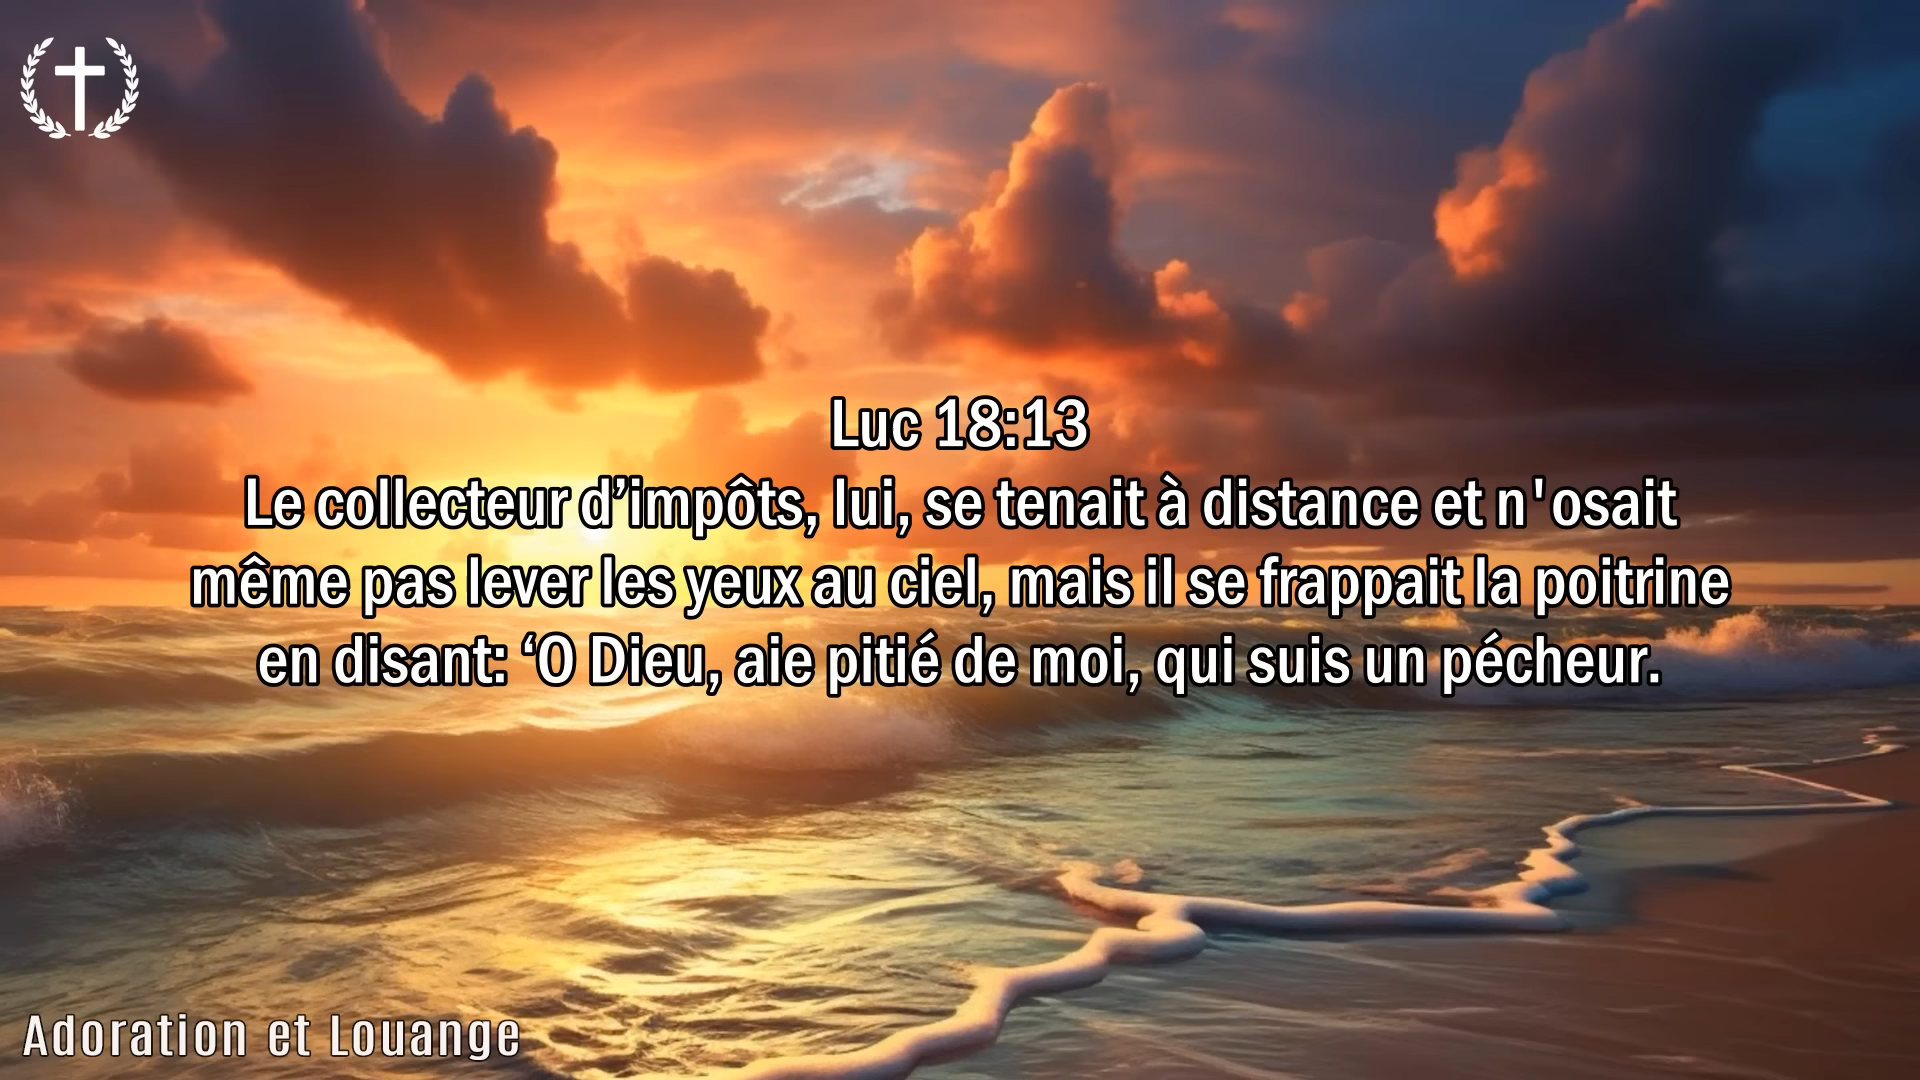 Luc 18:13
Le collecteur d’impôts, lui, se tenait à distance et n'osait
même pas lever les yeux au ciel, mais il se frappait la poitrine
en disant: ‘O Dieu, aie pitié de moi, qui suis un pécheur.
Adoration et Louange